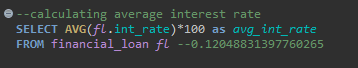 --calculating average interest rate
SELECT AVG(fl.int_rate)*100 as avg_int_rate
FROM financial_loan fl --0.12048831397760265